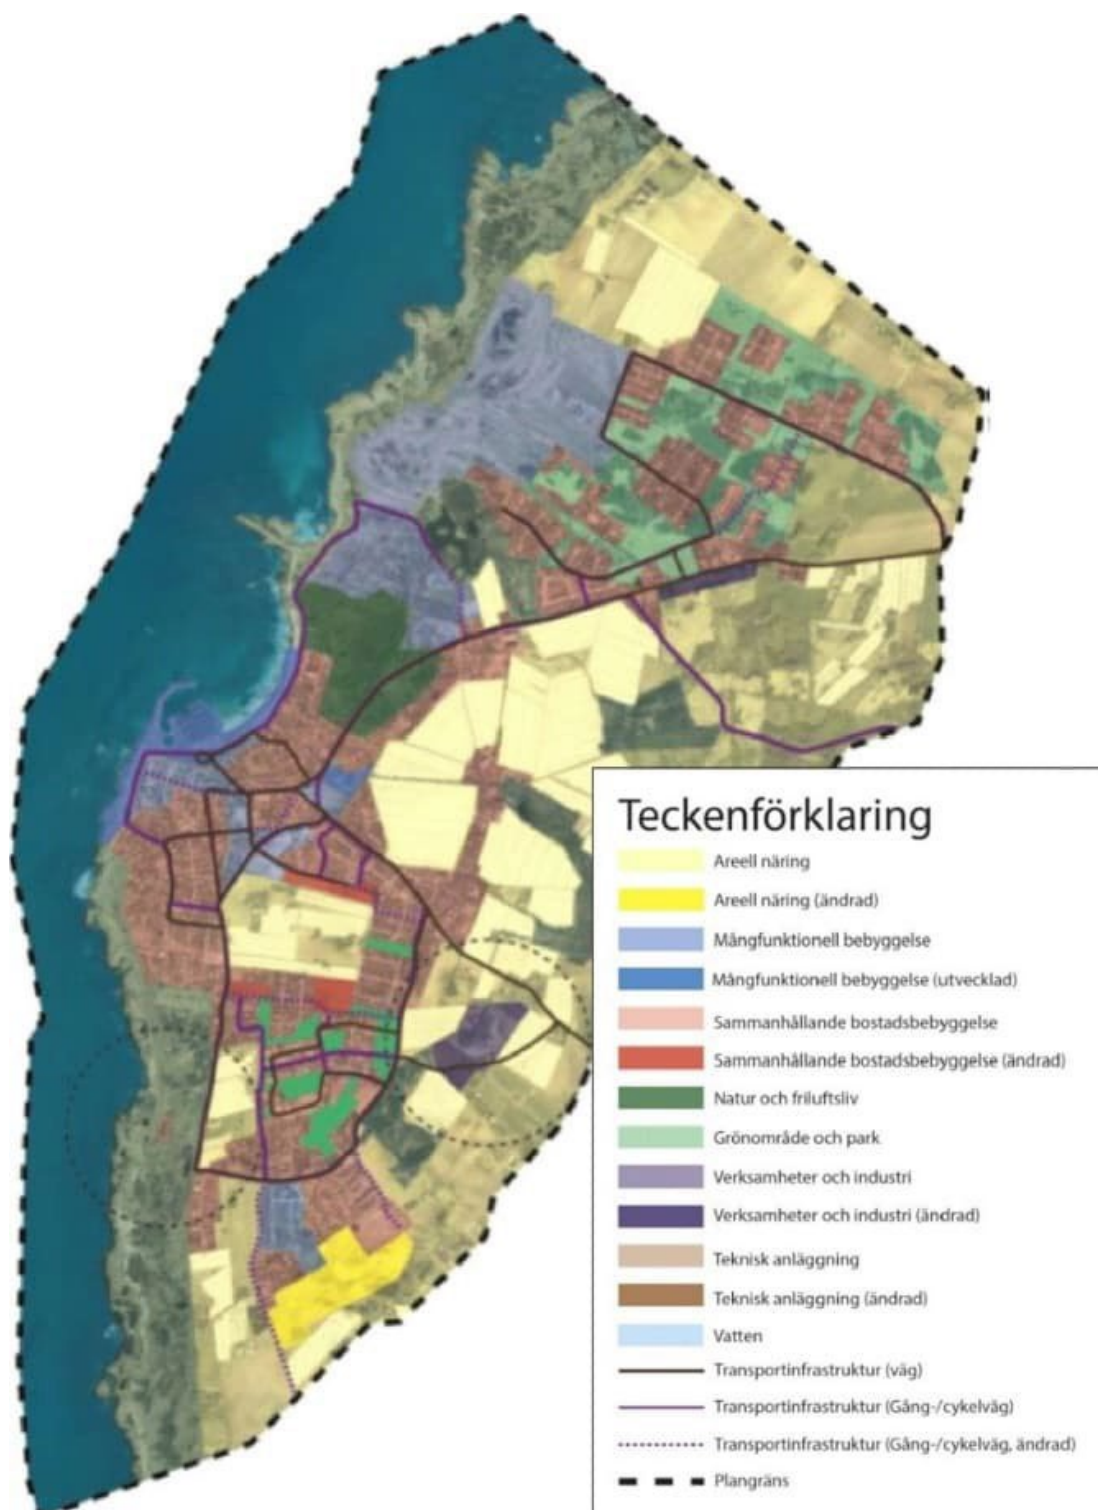 Teckenförklaring
Areell näring
Areell näring (ändrad)
Mångfunktionell bebyggelse
Mångfunktionell bebyggelse (utvecklad)
Sammanhållande bostadsbebyggelse
Sammanhållande bostadsbebyggelse (ändrad)
Natur och friluftsliv
Grönområde och park
Verksamheter och industri
Verksamheter och industri (ändrad)
Teknisk anläggning
Teknisk anläggning (ändrad)
Vatten
Transportinfrastruktur (väg)
Transportinfrastruktur (Gång-/cykelväg)
Transportinfrastruktur (Gång-/cykelväg, ändrad)
Plangräns